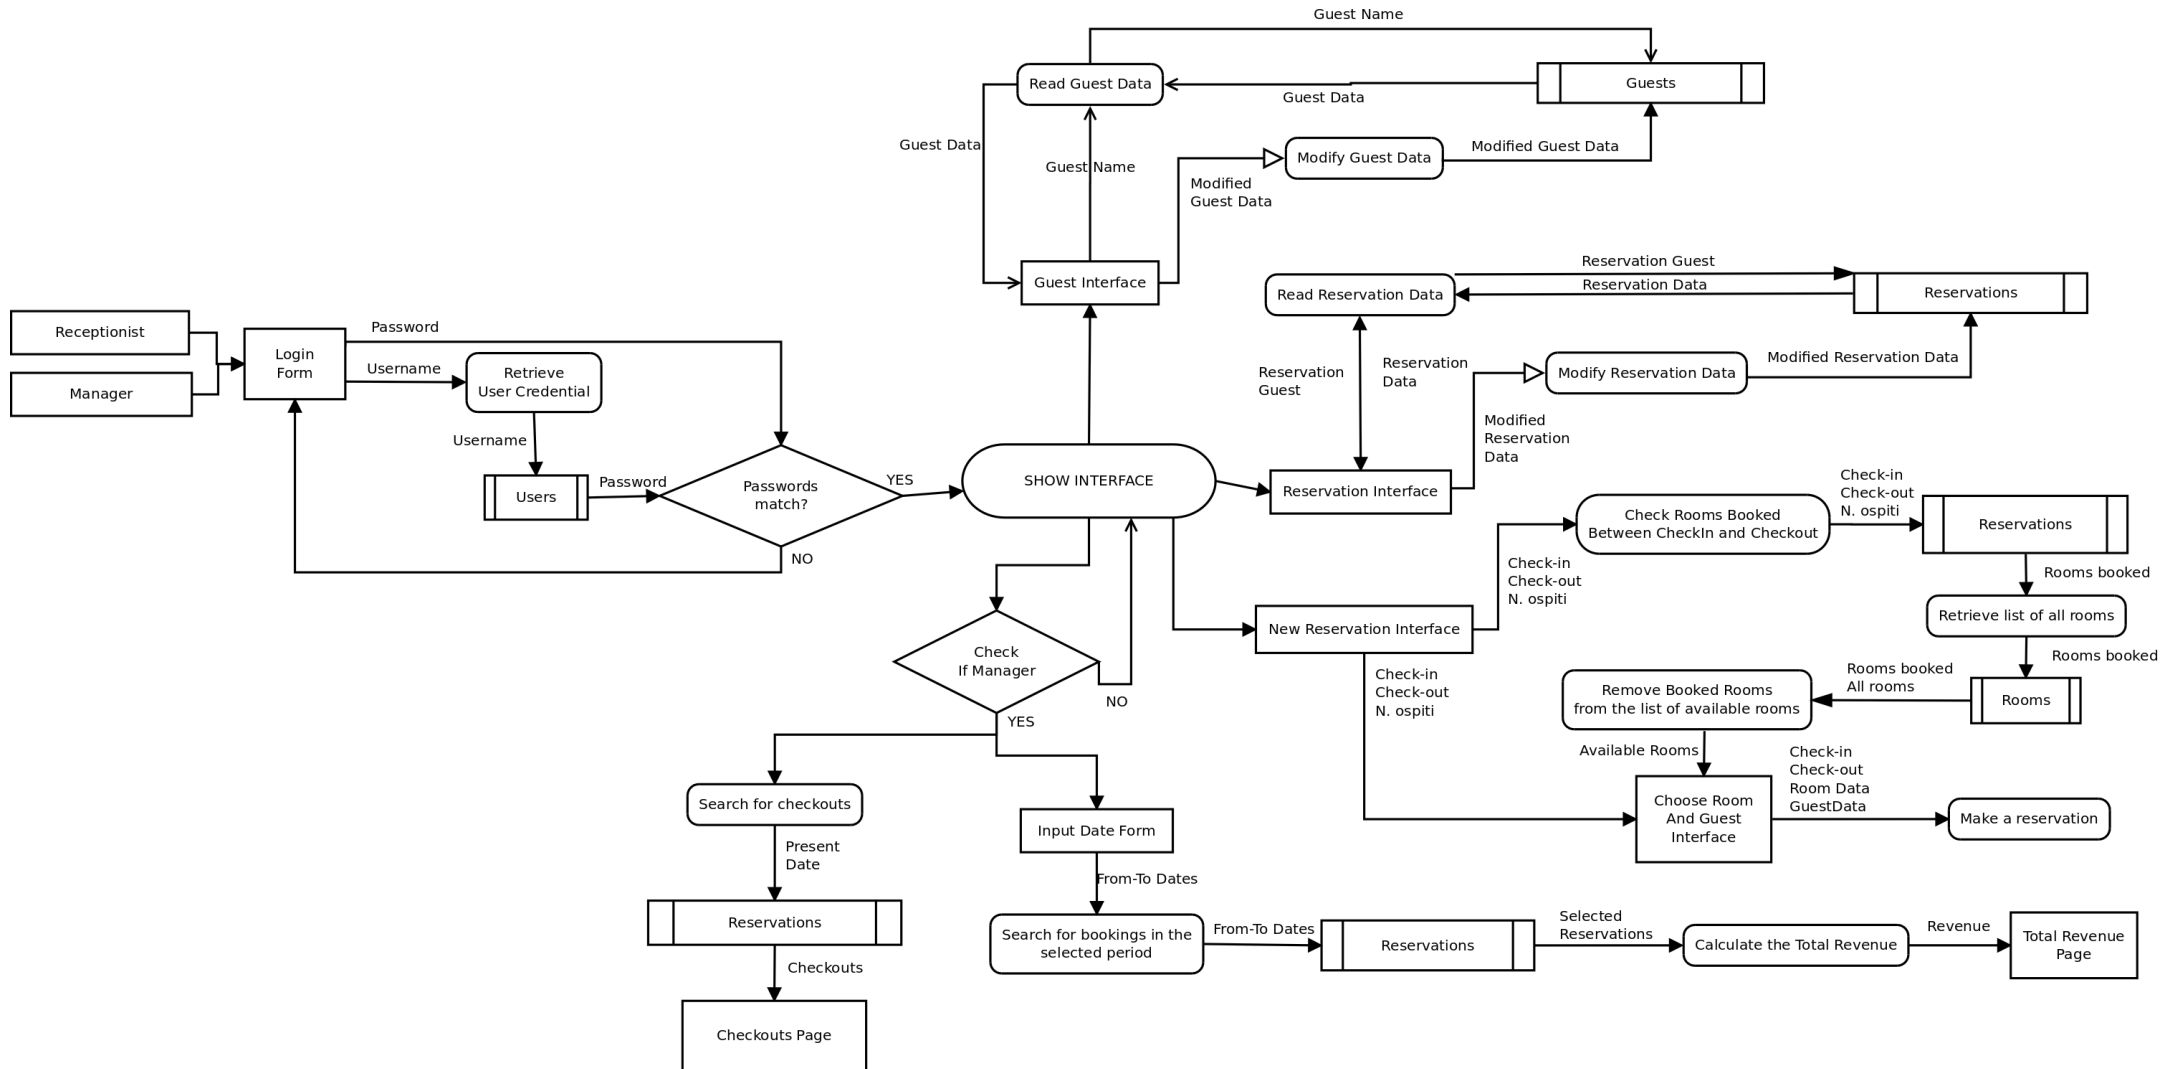 Guest Name
Read Guest Data
Guests
Guest Data
Guest Data
Guest Name
Modify Guest Data
Modified Guest Data
Modified
Guest Data
Guest Interface
Reservation Guest
Reservation Data
Read Reservation Data
Reservations
Receptionist
Manager
Login
Form
Password
Username
Retrieve
User Credential
Username
Users
Password
Passwords
match?
YES
NO
SHOW INTERFACE
Reservation
Guest
Reservation
Data
Modify Reservation Data
Modified Reservation Data
Modified
Reservation
Data
Reservation Interface
Check-in
Check-out
N. ospiti
Check Rooms Booked
Between CheckIn and Checkout
Check-in
Check-out
N. ospiti
Reservations
Rooms booked
Retrieve list of all rooms
Rooms booked
Rooms
Rooms booked
All rooms
Remove Booked Rooms
from the list of available rooms
New Reservation Interface
Check-in
Check-out
N. ospiti
Available Rooms
Choose Room
And Guest
Interface
Check-in
Check-out
Room Data
GuestData
Make a reservation
Check
If Manager
NO
YES
Search for checkouts
Present
Date
Reservations
Checkouts
Checkouts Page
Input Date Form
From-To Dates
Search for bookings in the
selected period
From-To Dates
Reservations
Selected
Reservations
Calculate the Total Revenue
Revenue
Total Revenue
Page